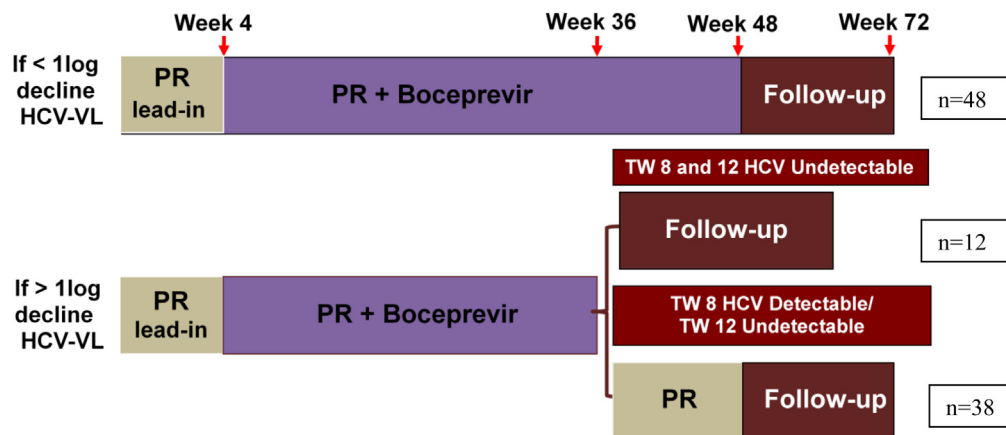 Week 4
Week 36
Week 48
Week 72
If < 1log
decline
HCV-VL
PR
lead-in
PR + Boceprevir
Follow-up
n=48
TW 8 and 12 HCV Undetectable
Follow-up
n=12
If > 1log
decline
HCV-VL
PR
lead-in
PR + Boceprevir
TW 8 HCV Detectable/
TW 12 Undetectable
PR
Follow-up
n=38